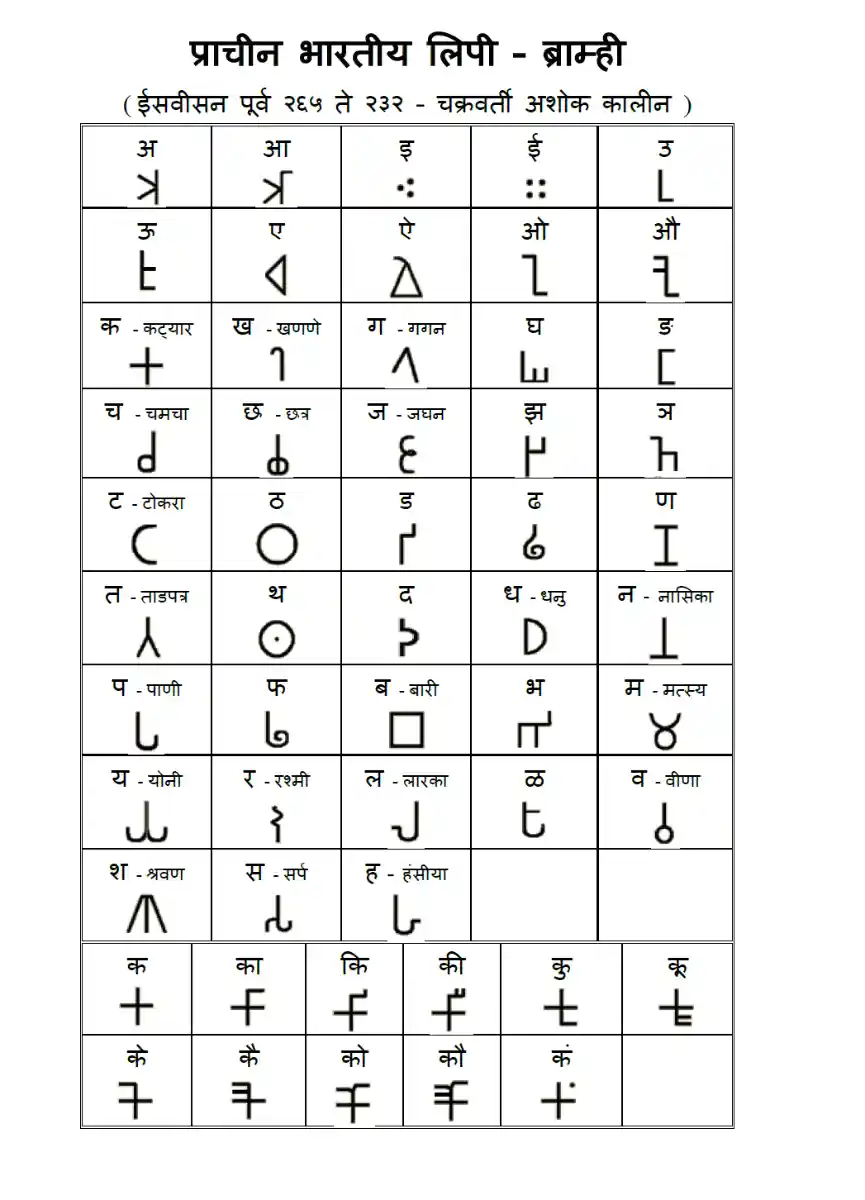 प्राचीन भारतीय लिपी - ब्राम्ही
( ईसवीसन पूर्व २६५ ते २३२ - चक्रवर्ती अशोक कालीन )
अ आ इ ई उ
𑀅 𑀆 𑀇 𑀈 𑀉
ऊ ए ऐ ओ औ
𑀊 𑀏 𑀐 𑀑 𑀒
क - कट्यार ख - खणणे ग - गगन घ ङ
𑀓 𑀔 𑀕 𑀖 𑀗
च - चमचा छ - छत्र ज - जघन झ ञ
𑀘 𑀙 𑀚 𑀛 𑀜
ट - टोकरा ठ ड ढ ण
𑀝 𑀞 𑀟 𑀠 𑀡
त - ताडपत्र थ द ध - धनु न - नासिका
𑀢 𑀣 𑀤 𑀥 𑀦
प - पाणी फ ब - बारी भ म - मत्स्य
𑀧 𑀨 𑀩 𑀪 𑀫
य - योनी र - रश्मी ल - लारका ळ व - वीणा
𑀬 𑀭 𑀮 𑀴 𑀯
श - श्रवण स - सर्प ह - हंसीया
𑀰 𑀲 𑀳
क का कि की कु कू
𑀓 𑀓𑀸 𑀓𑀺 𑀓𑀻 𑀓𑀼 𑀓𑀽
के कै को कौ कं
𑀓𑁂 𑀓𑁃 𑀓𑁄 𑀓𑁅 𑀓𑀁